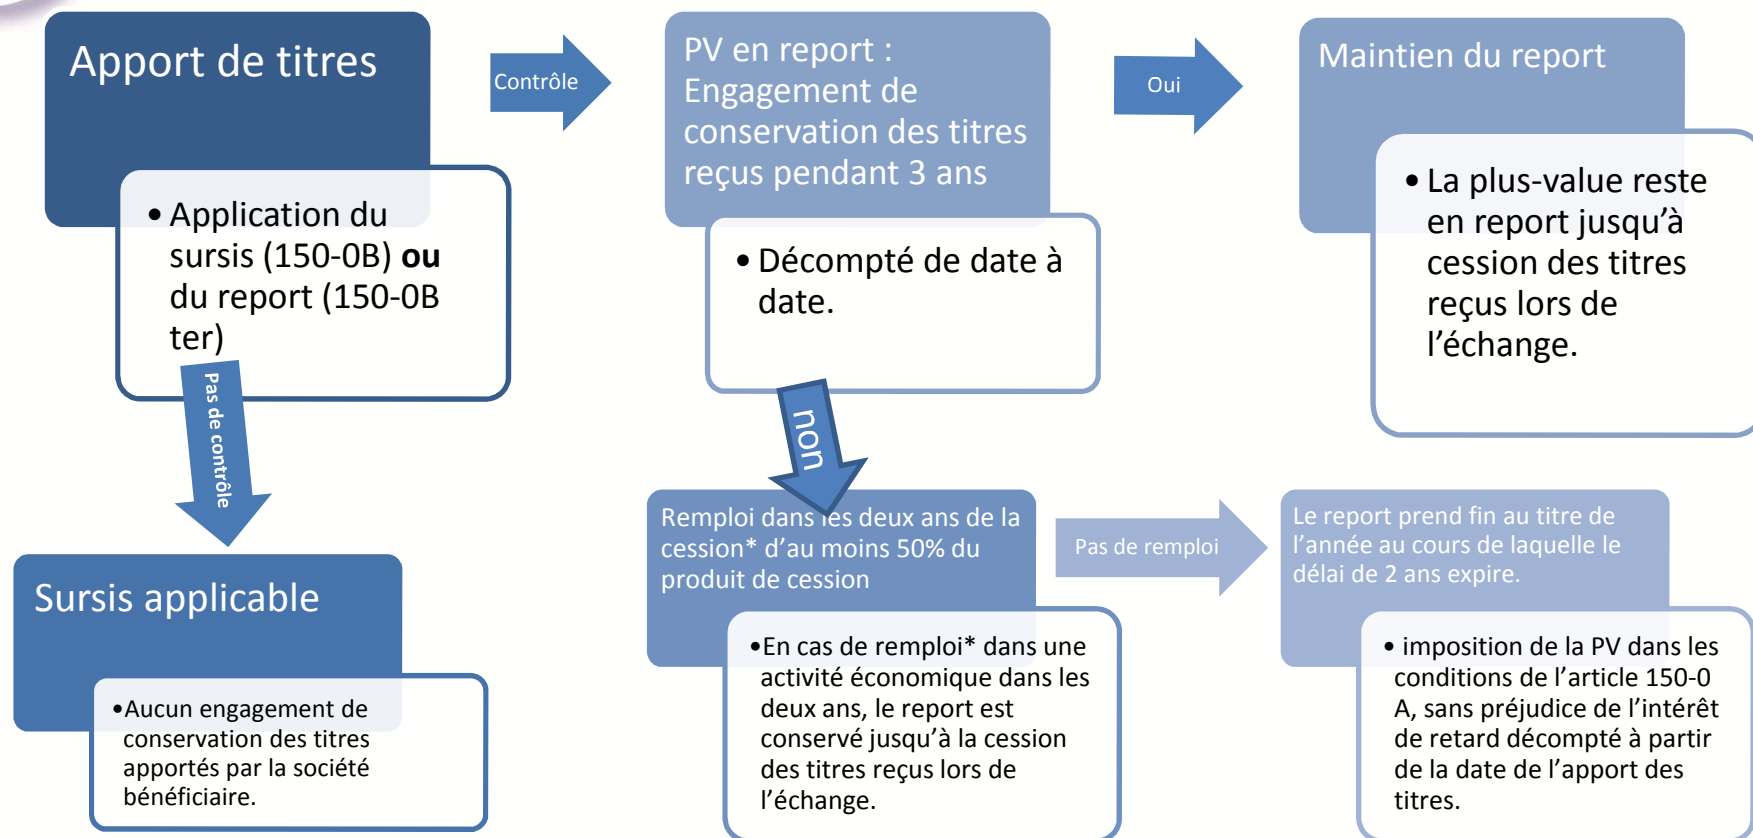 Apport de titres
• Application du
sursis (150-0B) ou
du report (150-0B
ter)
Contrôle
PV en report :
Engagement de
conservation des titres
reçus pendant 3 ans
• Décompté de date à
date.
Oui
Maintien du report
• La plus-value reste
en report jusqu’à
cession des titres
reçus lors de
l’échange.
Pas de contrôle
Sursis applicable
•Aucun engagement de
conservation des titres
apportés par la société
bénéficiaire.
non
Remploi dans les deux ans de la
cession* d’au moins 50% du
produit de cession
•En cas de remploi* dans une
activité économique dans les
deux ans, le report est
conservé jusqu’à la cession
des titres reçus lors de
l’échange.
Pas de remploi
Le report prend fin au titre de
l’année au cours de laquelle le
délai de 2 ans expire.
• imposition de la PV dans les
conditions de l’article 150-0
A, sans préjudice de l’intérêt
de retard décompté à partir
de la date de l’apport des
titres.